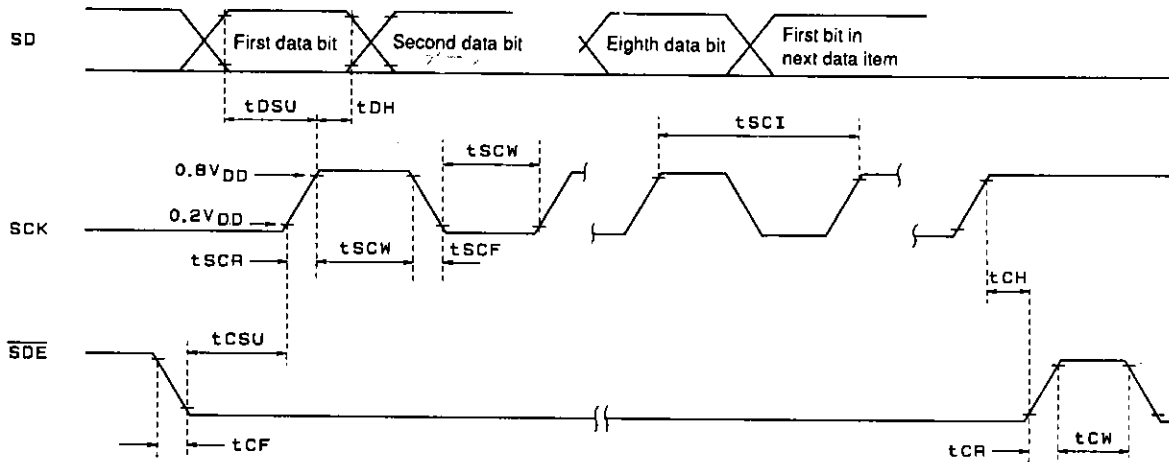 SD
First data bit
Second data bit
Eighth data bit
First bit in
next data item
tDSU
tDH
tSCI
tSCW
0.8VDD
0.2VDD
SCK
tSCR
tSCW
tSCF
tCH
tCSU
SDE
tCF
tCR
tCW